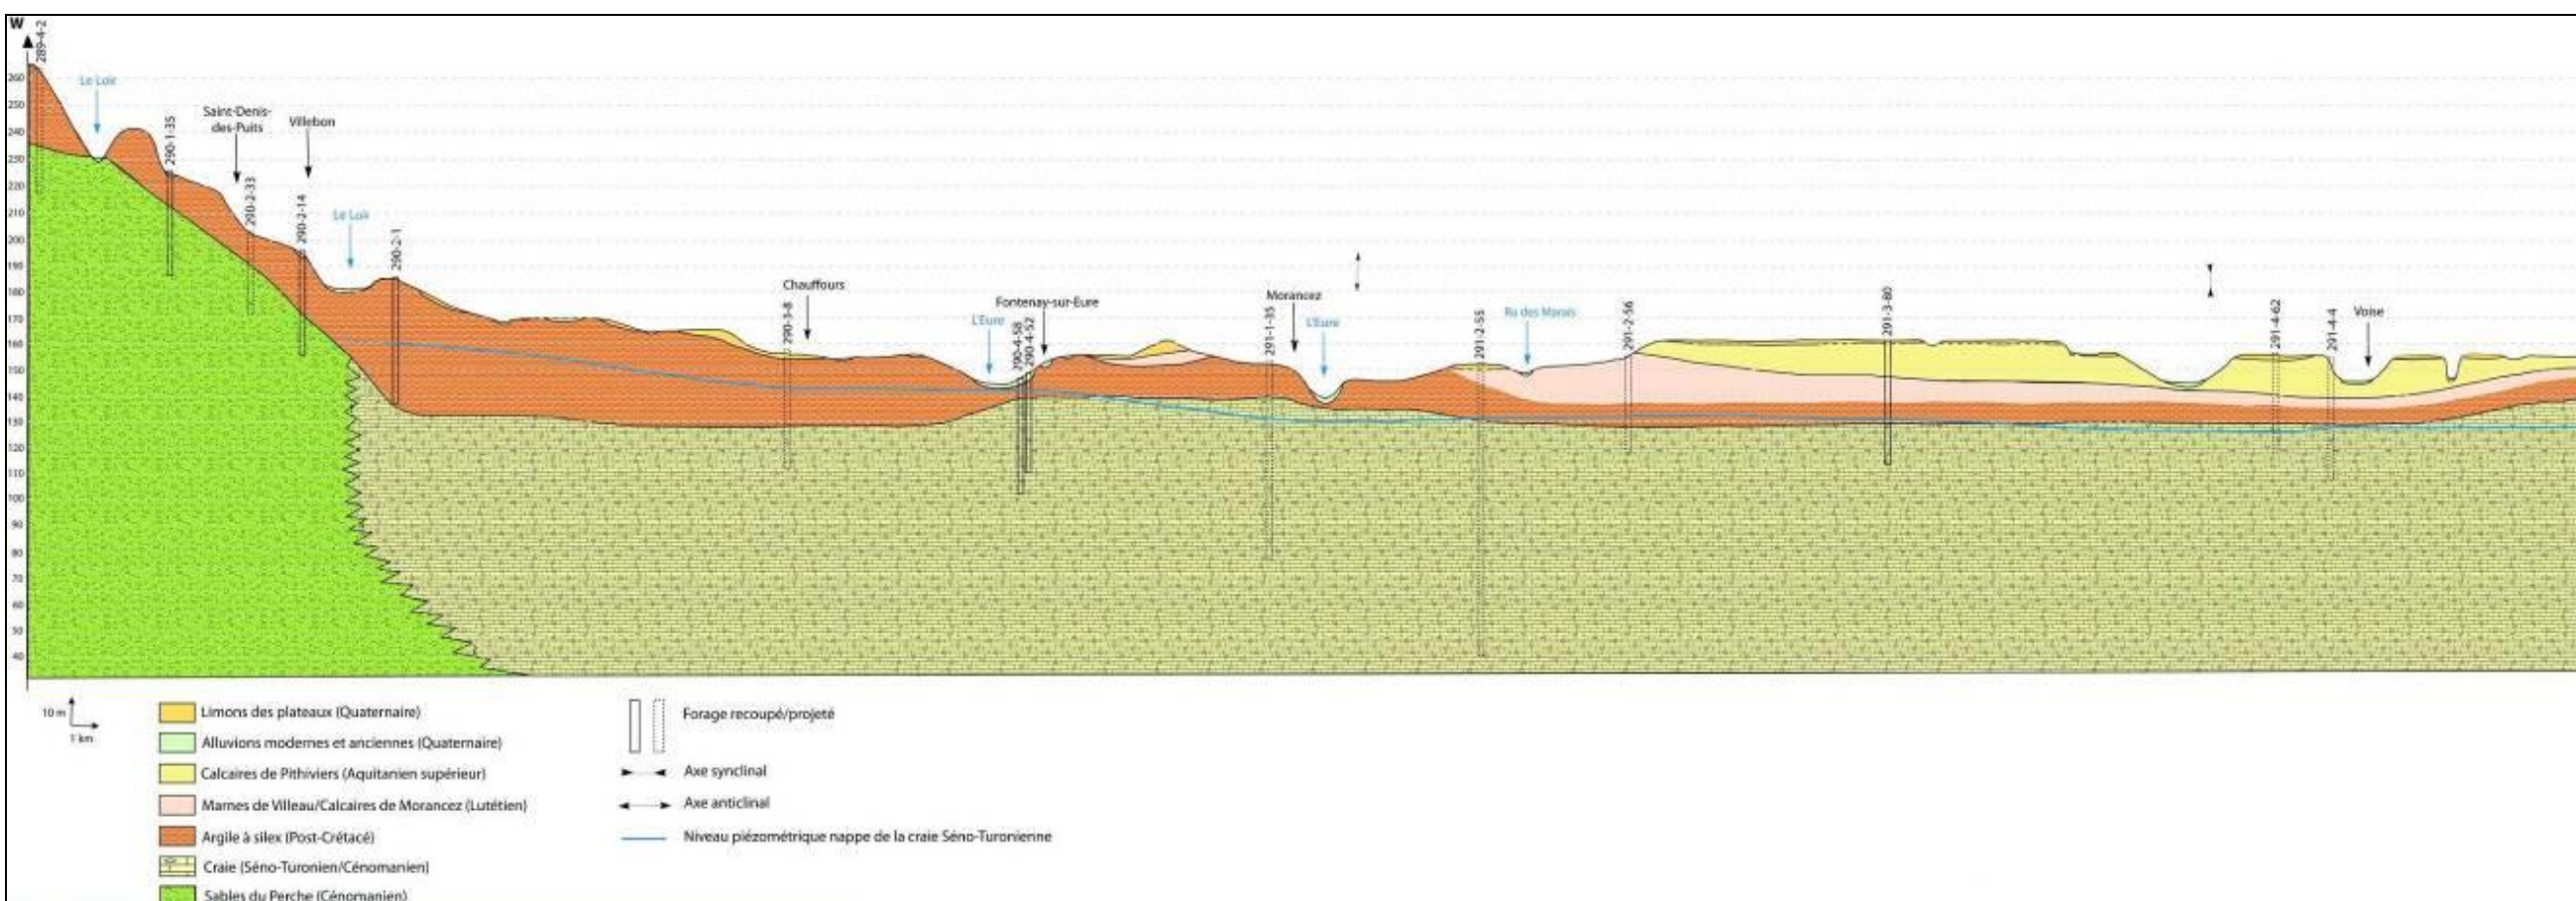 W
289-4-2
Le Loir
290-1-35
Saint-Denis-
des-Puits
290-2-33
Villebon
290-2-14
Le Loir
290-2-1
290-3-8
Chauffours
L'Eure
290-4-58
290-4-52
Fontenay-sur-Eure
291-1-35
Morancez
L'Eure
291-2-55
Ru des Marais
291-2-56
291-3-80
291-4-62
291-4-4
Voise
260
250
240
230
220
210
200
190
180
170
160
150
140
130
120
110
100
90
80
70
60
50
40
10 m
1 km
Limons des plateaux (Quaternaire)
Alluvions modernes et anciennes (Quaternaire)
Calcaires de Pithiviers (Aquitanien supérieur)
Marnes de Villeau/Calcaires de Morancez (Lutétien)
Argile à silex (Post-Crétacé)
Craie (Séno-Turonien/Cénomanien)
Sables du Perche (Cénomanien)
Forage recoupé/projeté
Axe synclinal
Axe anticlinal
Niveau piézométrique nappe de la craie Séno-Turonienne